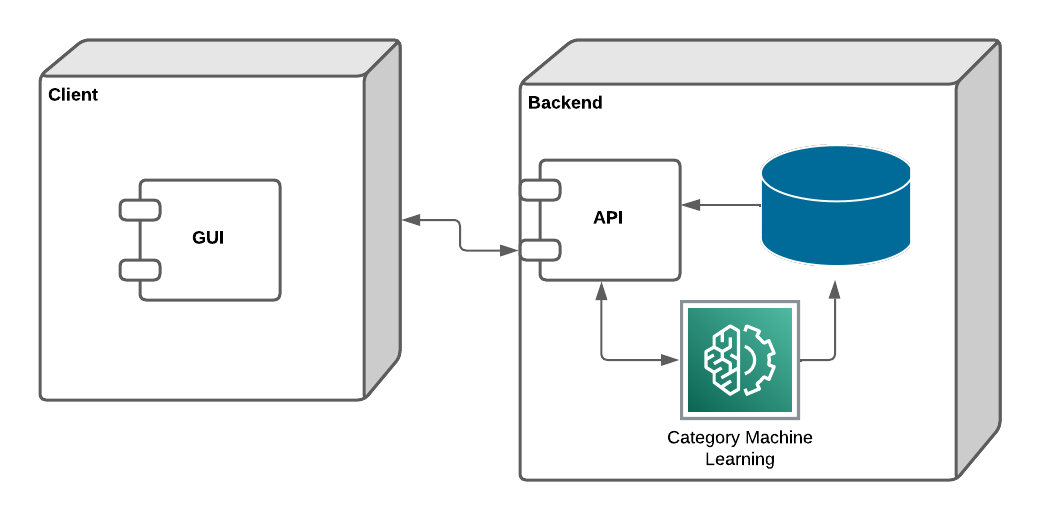 Client
Backend
GUI
API
Category Machine
Learning